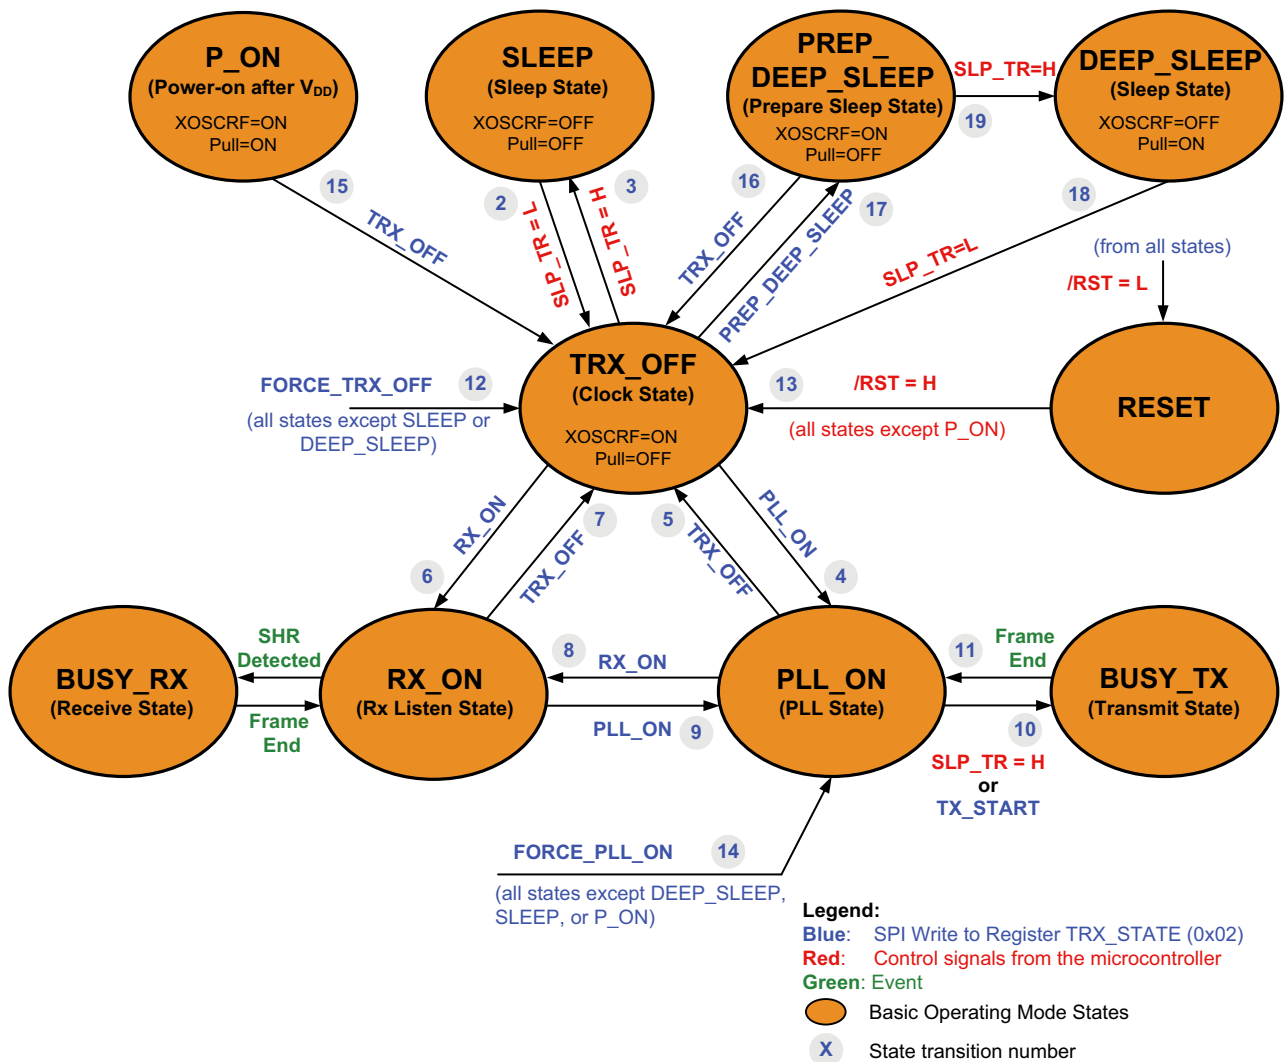 P_ON
(Power-on after VDD)
XOSCRF=ON
Pull=ON
SLEEP
(Sleep State)
XOSCRF=OFF
Pull=OFF
PREP_
DEEP_SLEEP
(Prepare Sleep State)
XOSCRF=ON
Pull=OFF
SLP_TR=H
19
DEEP_SLEEP
(Sleep State)
XOSCRF=OFF
Pull=ON
15
TRX_OFF
2
SLP_TR = L
3
SLP_TR = H
16
TRX_OFF
17
PREP_DEEP_SLEEP
18
SLP_TR=L
(from all states)
/RST = L
FORCE_TRX_OFF
12
(all states except SLEEP or
DEEP_SLEEP)
TRX_OFF
(Clock State)
XOSCRF=ON
Pull=OFF
13
/RST = H
(all states except P_ON)
RESET
RX_ON
6
7
TRX_OFF
5
TRX_OFF
PLL_ON
4
BUSY_RX
(Receive State)
SHR
Detected
Frame
End
RX_ON
(Rx Listen State)
8
RX_ON
PLL_ON
9
PLL_ON
(PLL State)
11
Frame
End
10
SLP_TR = H
or
TX_START
BUSY_TX
(Transmit State)
FORCE_PLL_ON
14
(all states except DEEP_SLEEP,
SLEEP, or P_ON)
Legend:
Blue: SPI Write to Register TRX_STATE (0x02)
Red: Control signals from the microcontroller
Green: Event
Basic Operating Mode States
X State transition number